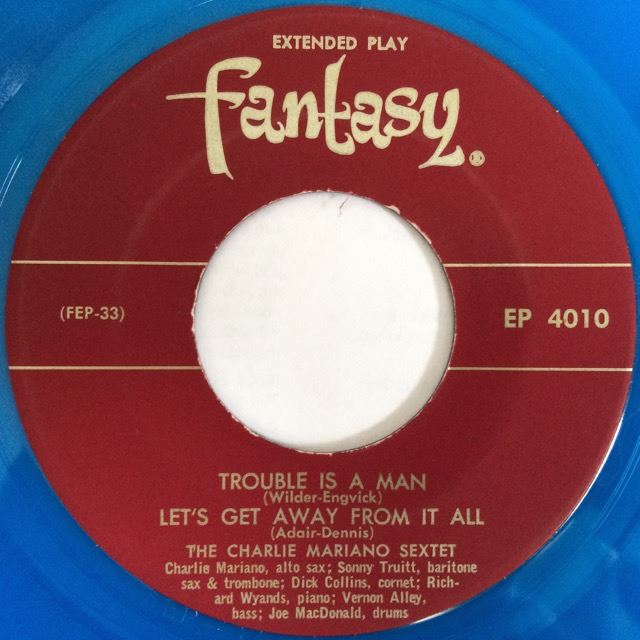 EXTENDED PLAY
Fantasy®
(FEP-33)
EP 4010
TROUBLE IS A MAN
(Wilder-Engvick)
LET'S GET AWAY FROM IT ALL
(Adair-Dennis)
THE CHARLIE MARIANO SEXTET
Charlie Mariano, alto sax; Sonny Truitt, baritone
sax & trombone; Dick Collins, cornet; Rich-
ard Wyands, piano; Vernon Alley,
bass; Joe MacDonald, drums